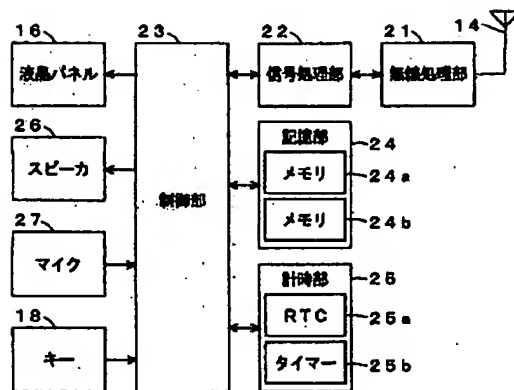 16
23
22
21
14
液晶パネル
信号処理部
無線処理部
26
スピーカ
記憶部
24
メモリ
24a
制御部
メモリ
24b
27
マイク
計時部
25
RTC
25a
18
キー
タイマー
25b